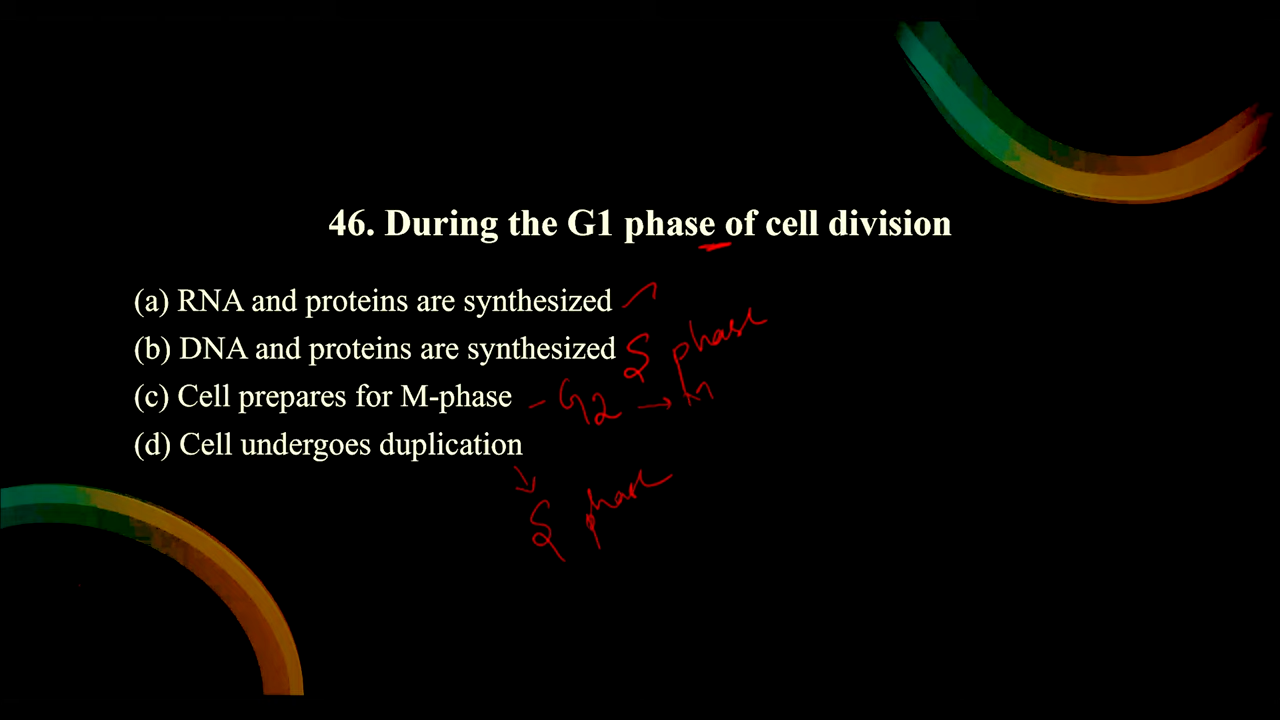 46. During the G1 phase of cell division
(a) RNA and proteins are synthesized
(b) DNA and proteins are synthesized S phase
(c) Cell prepares for M-phase - G2 → M
(d) Cell undergoes duplication
S phase